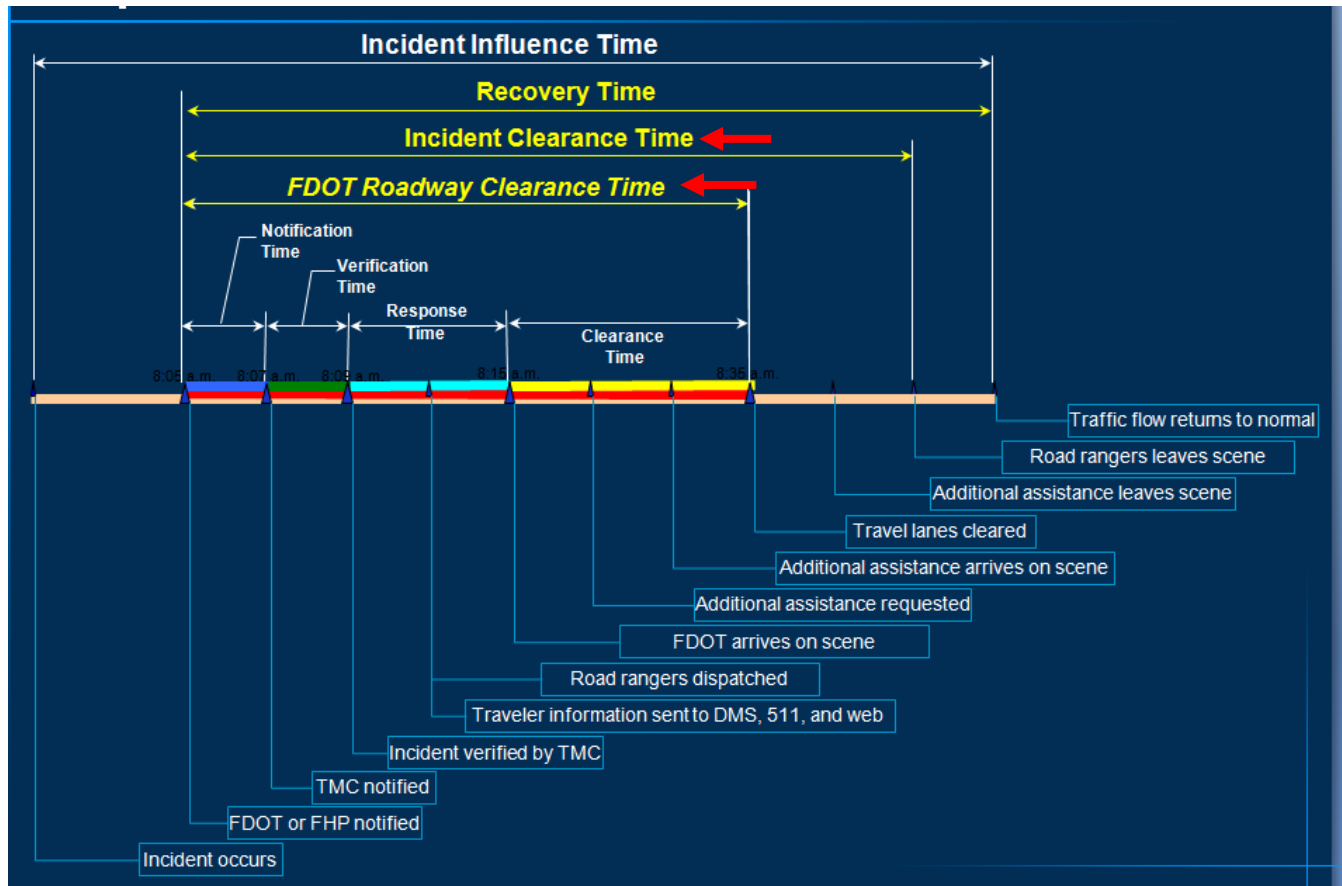 Incident Influence Time
Recovery Time
Incident Clearance Time
FDOT Roadway Clearance Time
Notification
Time
Verification
Time
Response
Time
Clearance
Time
8:07 a.m.
8:09 a.m.
8:15 a.m.
8:35 a.m.
Traffic flow returns to normal
Road rangers leaves scene
Additional assistance leaves scene
Travel lanes cleared
Additional assistance arrives on scene
Additional assistance requested
FDOT arrives on scene
Road rangers dispatched
Traveler information sent to DMS, 511, and web
Incident verified by TMC
TMC notified
FDOT or FHP notified
Incident occurs